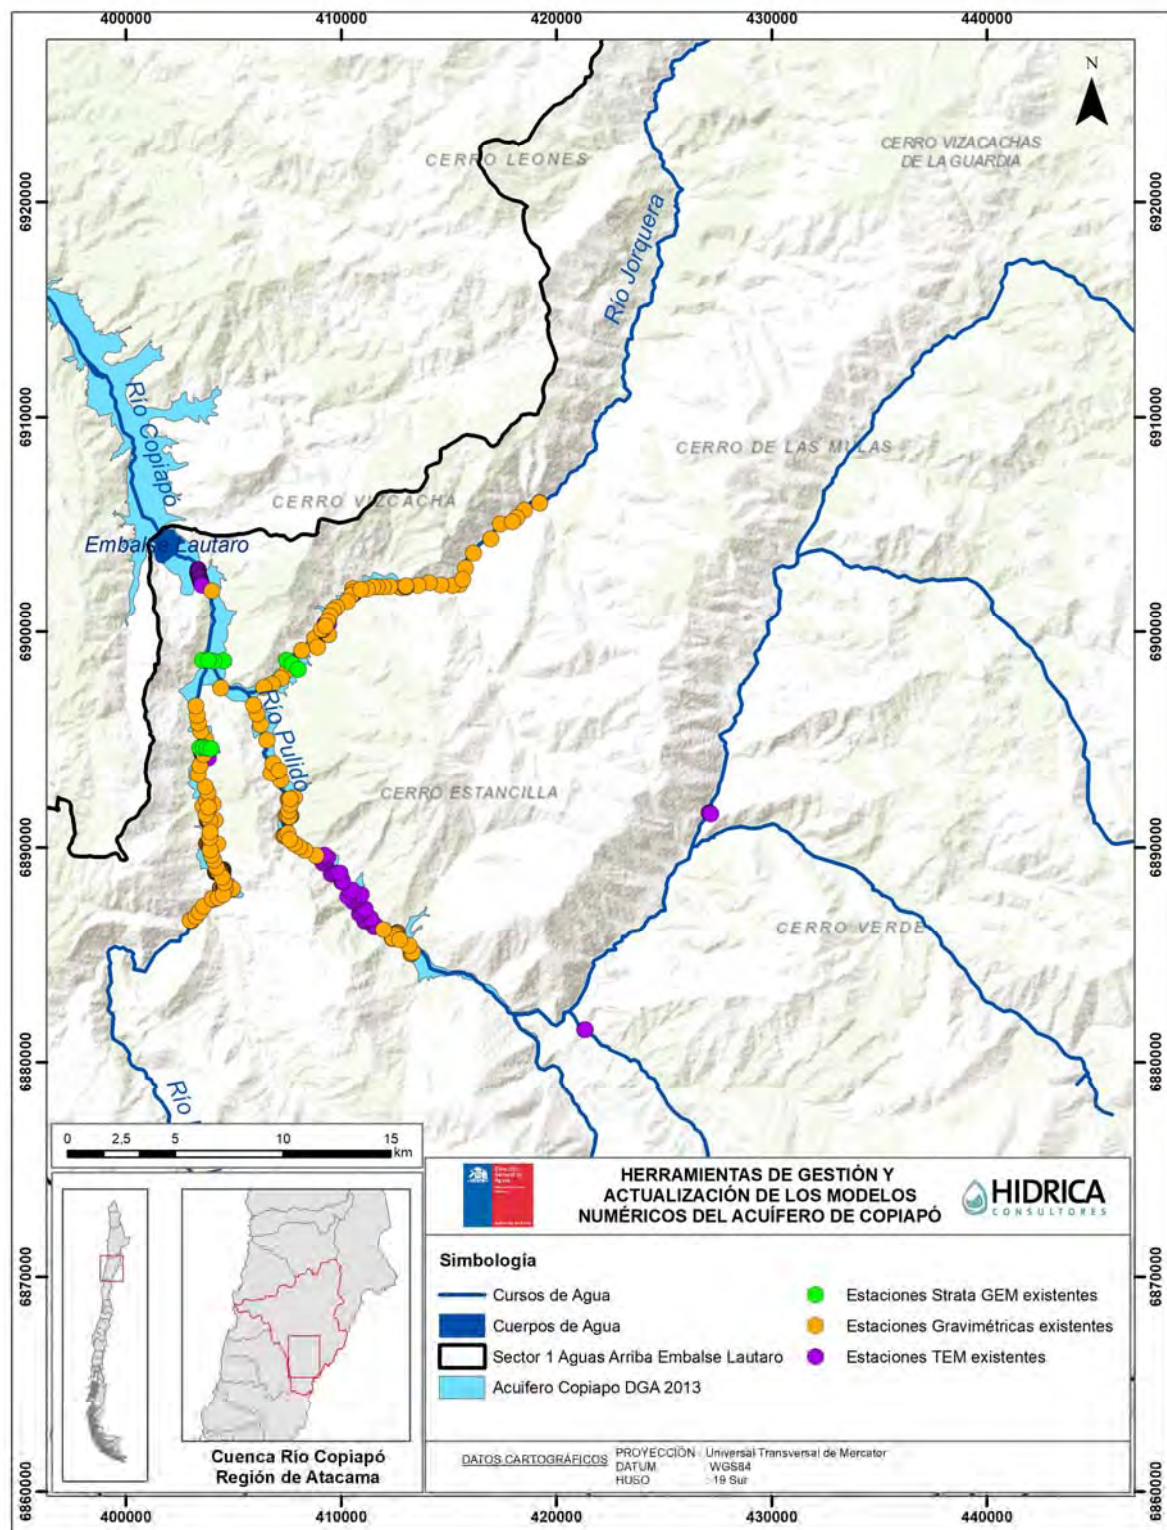 400000 410000 420000 430000 440000
N
CERRO LEONES
CERRO VIZACACHAS
DE LA GUARDIA
6920000
6920000
Río Jorquera
6910000
6910000
Río Copiapó
CERRO DE LAS MULAS
CERRO VIZCACHA
Embalse Lautaro
6900000
6900000
Río Pulido
CERRO ESTANCILLA
6890000
6890000
CERRO VERDE
6880000
6880000
Río
0 2,5 5 10 15
km
HERRAMIENTAS DE GESTIÓN Y
ACTUALIZACIÓN DE LOS MODELOS
NUMÉRICOS DEL ACUÍFERO DE COPIAPÓ
Dirección
General de
Aguas
HIDRICA
CONSULTORES
Simbología
Cursos de Agua
Cuerpos de Agua
Sector 1 Aguas Arriba Embalse Lautaro
Acuifero Copiapo DGA 2013
Estaciones Strata GEM existentes
Estaciones Gravimétricas existentes
Estaciones TEM existentes
6870000
6870000
Cuenca Río Copiapó
Región de Atacama
DATOS CARTOGRÁFICOS
PROYECCIÓN : Universal Transversal de Mercator
DATUM : WGS84
HUSO : 19 Sur
6860000
6860000
400000 410000 420000 430000 440000